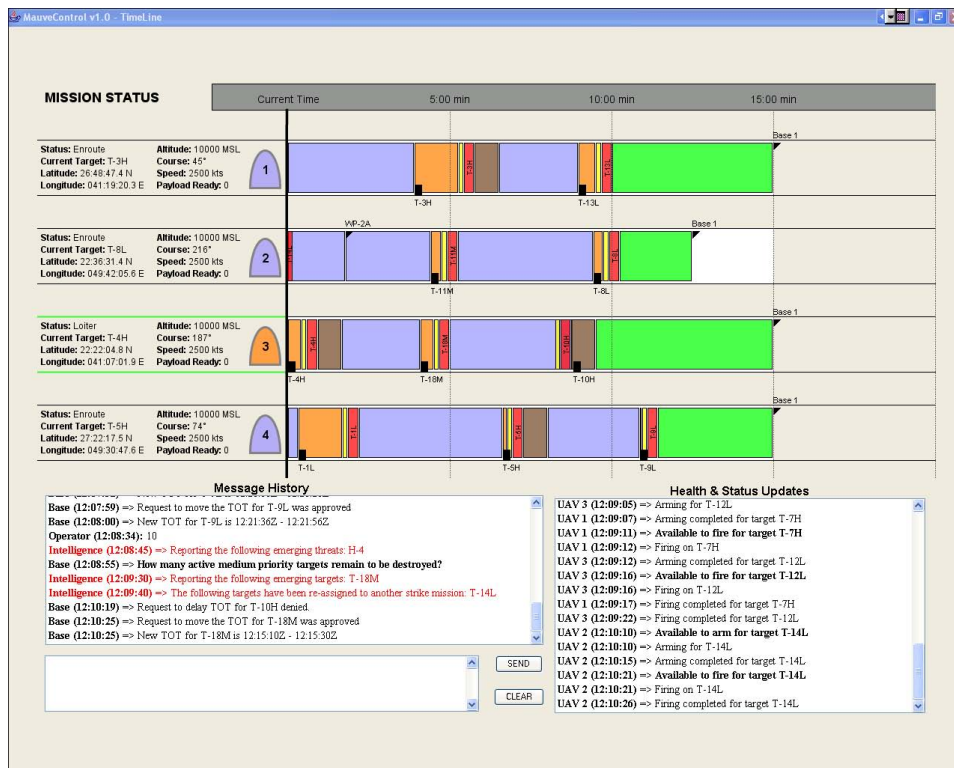 MauveControl v1.0 - TimeLine
MISSION STATUS
Current Time 5:00 min 10:00 min 15:00 min
Base 1
Status: Enroute Altitude: 10000 MSL
Current Target: T-3H Course: 45°
Latitude: 26:48:47.4 N Speed: 2500 kts
Longitude: 041:19:20.3 E Payload Ready: 0
1
T-3H T-13L
T-3H T-13L
WP-2A Base 1
Status: Enroute Altitude: 10000 MSL
Current Target: T-8L Course: 216°
Latitude: 22:36:31.4 N Speed: 2500 kts
Longitude: 049:42:05.6 E Payload Ready: 0
2
T-11M T-8L
T-11M T-8L
Base 1
Status: Loiter Altitude: 10000 MSL
Current Target: T-4H Course: 187°
Latitude: 22:22:04.8 N Speed: 2500 kts
Longitude: 041:07:01.9 E Payload Ready: 0
3
T-4H T-18M T-10H
T-4H T-18M T-10H
Base 1
Status: Enroute Altitude: 10000 MSL
Current Target: T-5H Course: 74°
Latitude: 27:22:17.5 N Speed: 2500 kts
Longitude: 049:30:47.6 E Payload Ready: 0
4
T-1L T-5H T-9L
T-1L T-5H T-9L
Message History
Base (12:07:59) => Request to move the TOT for T-9L was approved
Base (12:08:00) => New TOT for T-9L is 12:21:36Z - 12:21:56Z
Operator (12:08:34): 10
Intelligence (12:08:45) => Reporting the following emerging threats: H-4
Base (12:08:55) => How many active medium priority targets remain to be destroyed?
Intelligence (12:09:30) => Reporting the following emerging targets: T-18M
Intelligence (12:09:40) => The following targets have been re-assigned to another strike mission: T-14L
Base (12:10:19) => Request to delay TOT for T-10H denied.
Base (12:10:25) => Request to move the TOT for T-18M was approved
Base (12:10:25) => New TOT for T-18M is 12:15:10Z - 12:15:30Z
SEND
CLEAR
Health & Status Updates
UAV 3 (12:09:05) => Arming for T-12L
UAV 1 (12:09:07) => Arming completed for target T-7H
UAV 1 (12:09:11) => Available to fire for target T-7H
UAV 1 (12:09:12) => Firing on T-7H
UAV 3 (12:09:12) => Arming completed for target T-12L
UAV 3 (12:09:16) => Available to fire for target T-12L
UAV 3 (12:09:16) => Firing on T-12L
UAV 1 (12:09:17) => Firing completed for target T-7H
UAV 3 (12:09:22) => Firing completed for target T-12L
UAV 2 (12:10:10) => Available to arm for target T-14L
UAV 2 (12:10:10) => Arming for T-14L
UAV 2 (12:10:15) => Arming completed for target T-14L
UAV 2 (12:10:21) => Available to fire for target T-14L
UAV 2 (12:10:21) => Firing on T-14L
UAV 2 (12:10:26) => Firing completed for target T-14L